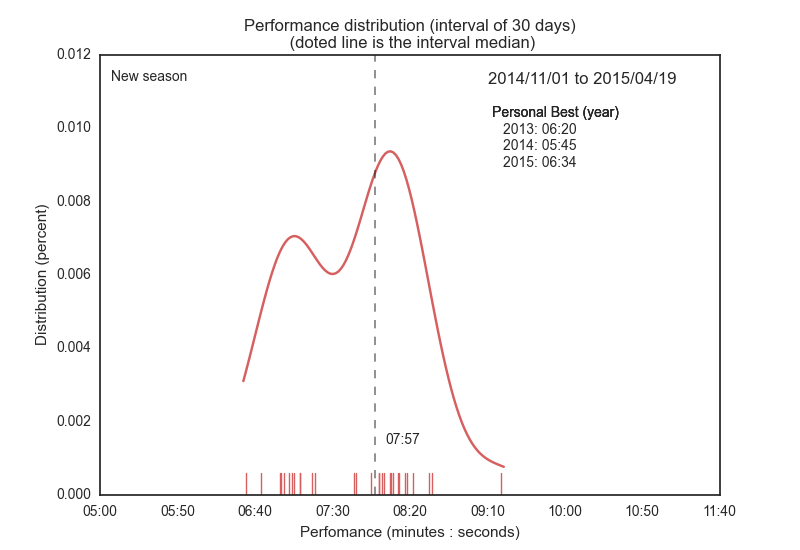 Performance distribution (interval of 30 days)
(doted line is the interval median)
0.012
0.010
0.008
0.006
0.004
0.002
0.000
Distribution (percent)
New season
2014/11/01 to 2015/04/19
Personal Best (year)
2013: 06:20
2014: 05:45
2015: 06:34
07:57
05:00 05:50 06:40 07:30 08:20 09:10 10:00 10:50 11:40
Perfomance (minutes : seconds)